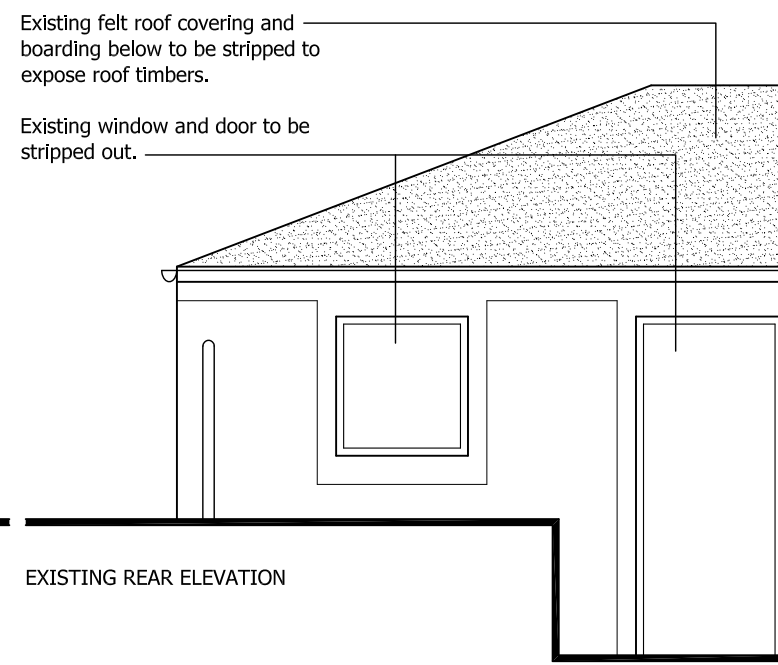 Existing felt roof covering and
boarding below to be stripped to
expose roof timbers.
Existing window and door to be
stripped out.
EXISTING REAR ELEVATION